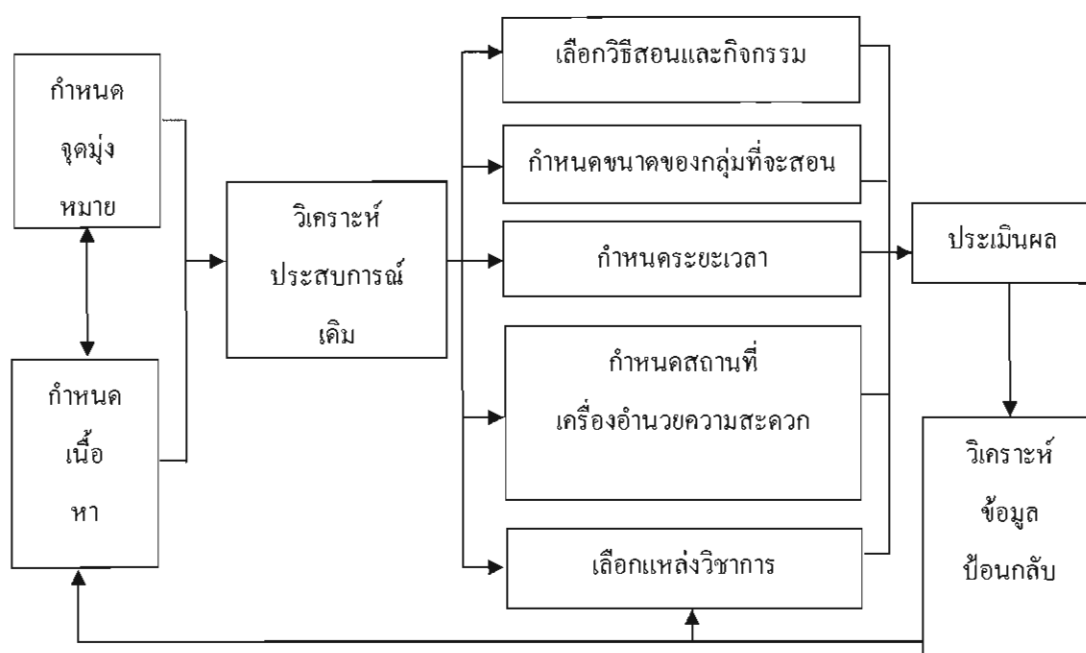 กำหนด
จุดมุ่ง
หมาย
กำหนด
เนื้อ
หา
วิเคราะห์
ประสบการณ์
เดิม
เลือกวิธีสอนและกิจกรรม
กำหนดขนาดของกลุ่มที่จะสอน
กำหนดระยะเวลา
กำหนดสถานที่
เครื่องอำนวยความสะดวก
เลือกแหล่งวิชาการ
ประเมินผล
วิเคราะห์
ข้อมูล
ป้อนกลับ